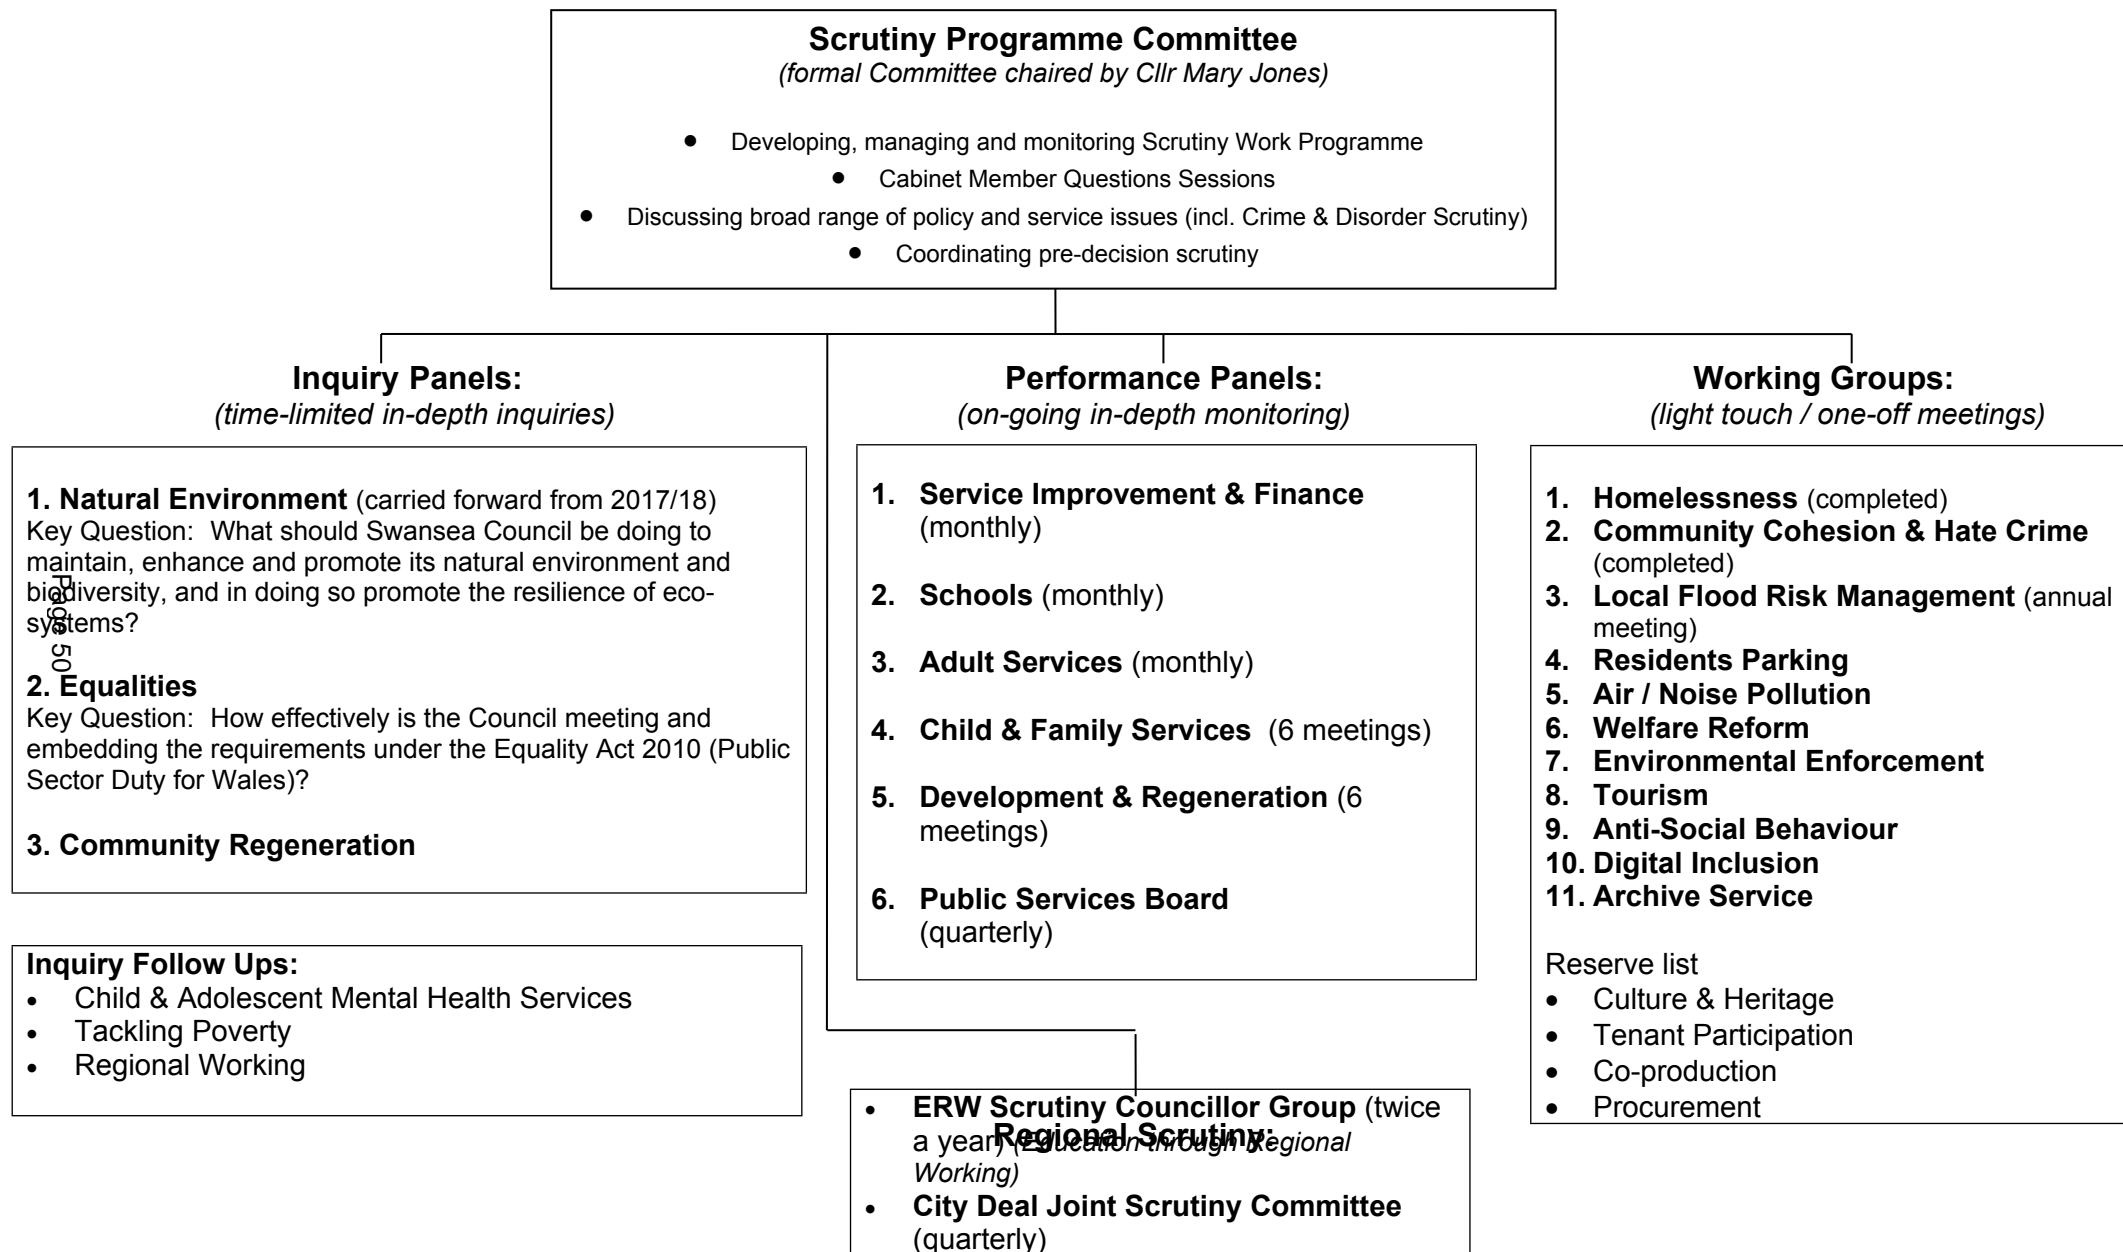 Scrutiny Programme Committee
(formal Committee chaired by Cllr Mary Jones)
● Developing, managing and monitoring Scrutiny Work Programme
● Cabinet Member Questions Sessions
● Discussing broad range of policy and service issues (incl. Crime & Disorder Scrutiny)
● Coordinating pre-decision scrutiny
Inquiry Panels:
(time-limited in-depth inquiries)
1. Natural Environment (carried forward from 2017/18)
Key Question: What should Swansea Council be doing to
maintain, enhance and promote its natural environment and
biodiversity, and in doing so promote the resilience of eco-
systems?
2. Equalities
Key Question: How effectively is the Council meeting and
embedding the requirements under the Equality Act 2010 (Public
Sector Duty for Wales)?
3. Community Regeneration
Page 50
Inquiry Follow Ups:
• Child & Adolescent Mental Health Services
• Tackling Poverty
• Regional Working
Performance Panels:
(on-going in-depth monitoring)
1. Service Improvement & Finance
(monthly)
2. Schools (monthly)
3. Adult Services (monthly)
4. Child & Family Services (6 meetings)
5. Development & Regeneration (6
meetings)
6. Public Services Board
(quarterly)
Regional Scrutiny:
• ERW Scrutiny Councillor Group (twice
a year) (Education through Regional
Working)
• City Deal Joint Scrutiny Committee
(quarterly)
Working Groups:
(light touch / one-off meetings)
1. Homelessness (completed)
2. Community Cohesion & Hate Crime
(completed)
3. Local Flood Risk Management (annual
meeting)
4. Residents Parking
5. Air / Noise Pollution
6. Welfare Reform
7. Environmental Enforcement
8. Tourism
9. Anti-Social Behaviour
10. Digital Inclusion
11. Archive Service
Reserve list
• Culture & Heritage
• Tenant Participation
• Co-production
• Procurement